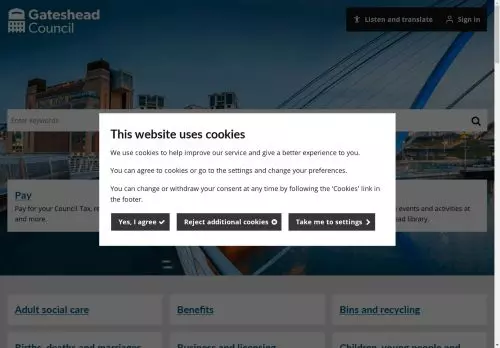 Gateshead
Council
Listen and translate
Sign in
Enter keywords
This website uses cookies
We use cookies to help improve our service and give a better experience to you.
You can agree to cookies or go to the settings and change your preferences.
You can change or withdraw your consent at any time by following the 'Cookies' link in
the footer.
Yes, I agree
Reject additional cookies
Take me to settings
Pay
Pay for your Council Tax, re
events and activities at
and more.
ead library.
Adult social care
Benefits
Bins and recycling
Births, deaths and marriages
Business and licensing
Children, young people and